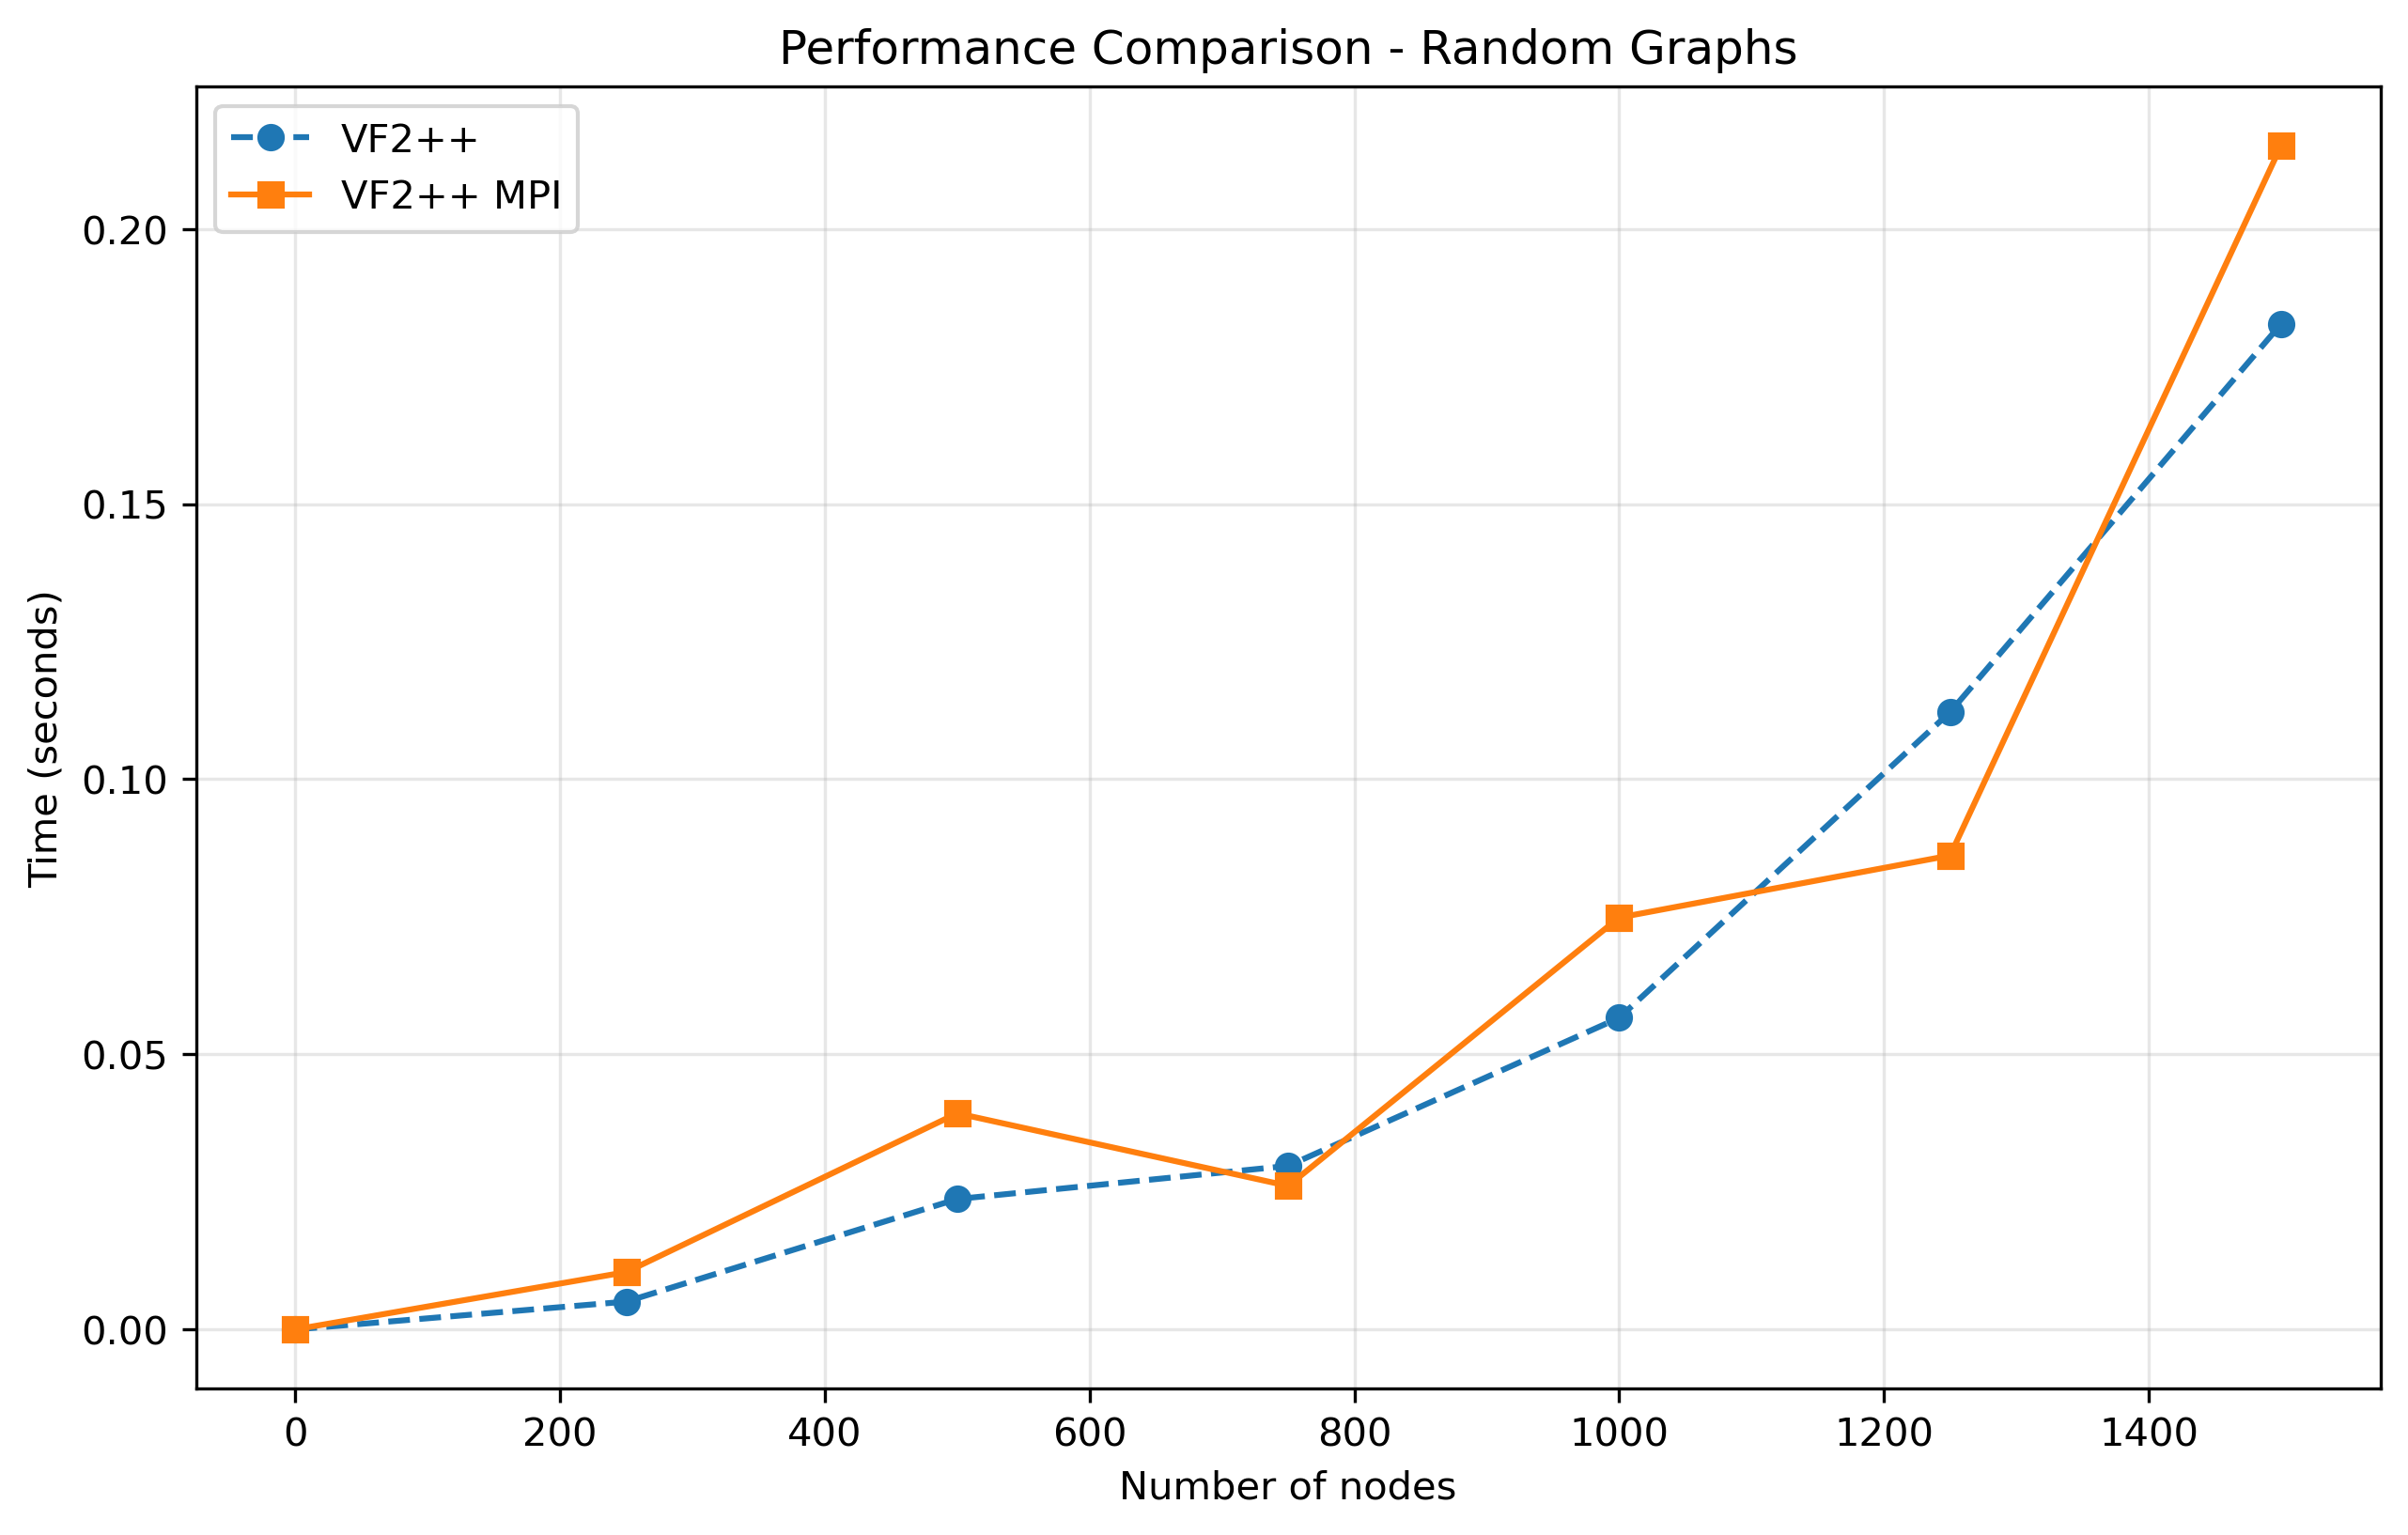 Performance Comparison - Random Graphs
VF2++
VF2++ MPI
Time (seconds)
0.20
0.15
0.10
0.05
0.00
0 200 400 600 800 1000 1200 1400
Number of nodes